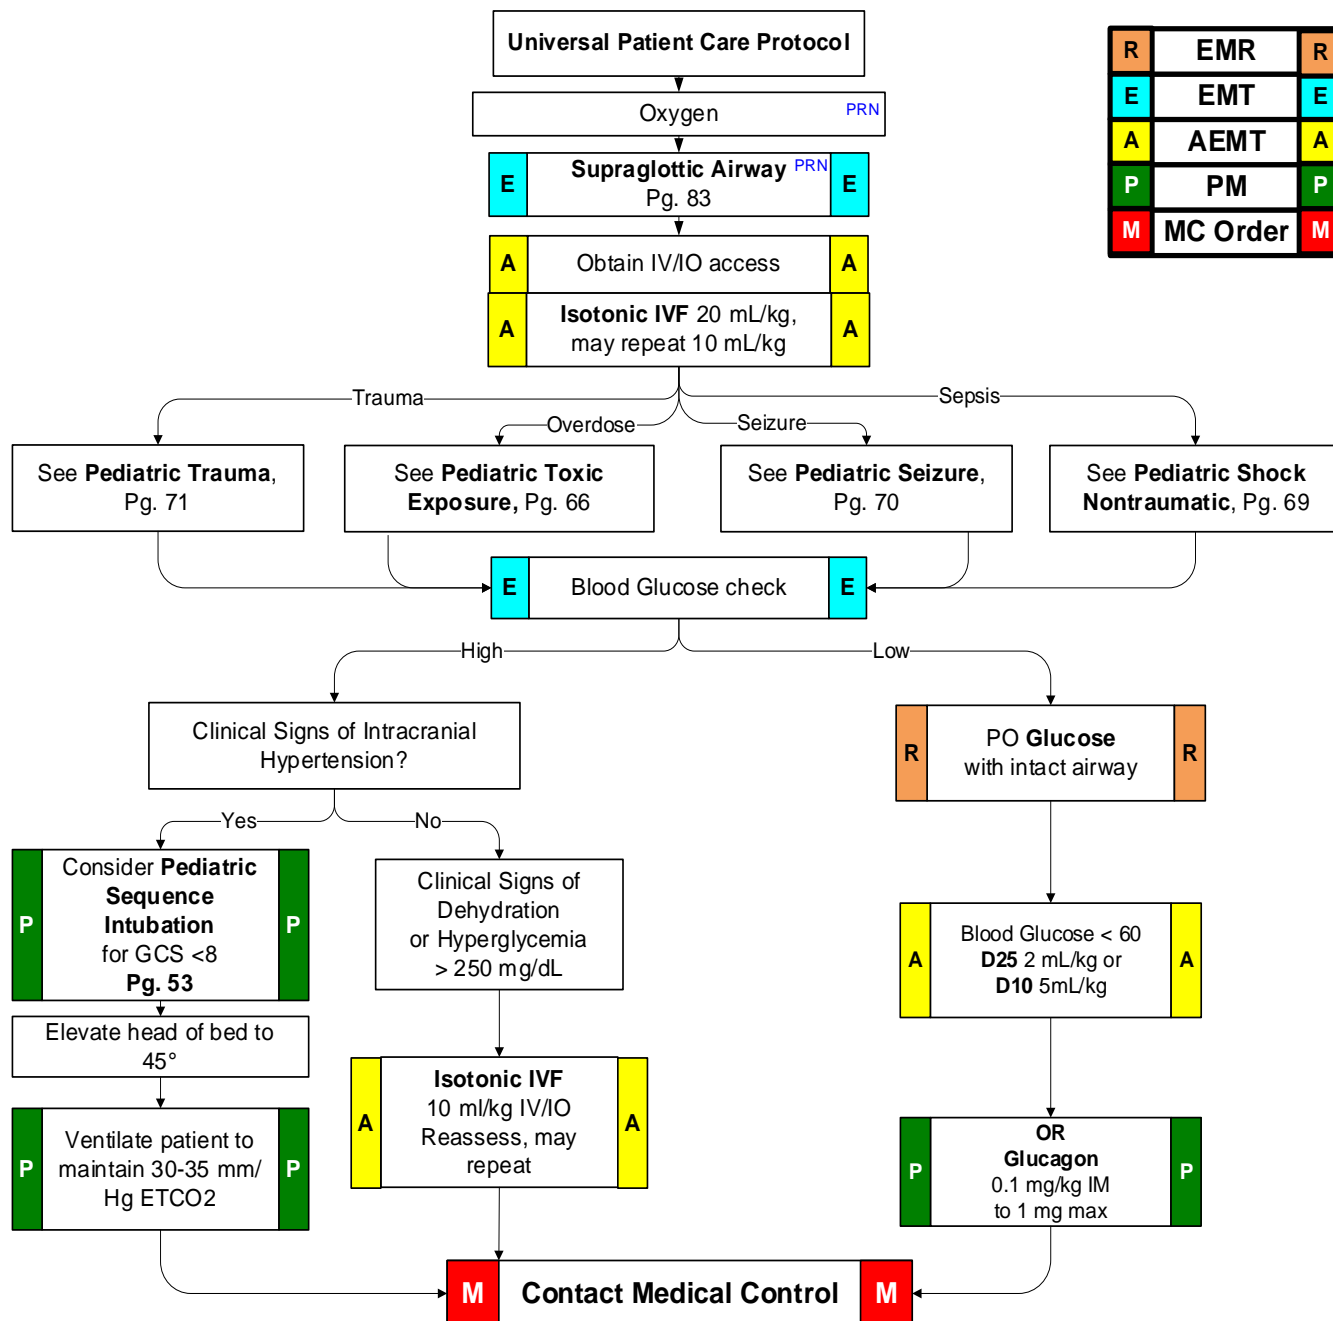 Universal Patient Care Protocol
R EMR R
E EMT E
A AEMT A
P PM P
M MC Order M
Oxygen PRN
E Supraglottic Airway PRN E
Pg. 83
A Obtain IV/IO access A
A Isotonic IVF 20 mL/kg, A
may repeat 10 mL/kg
Trauma
Overdose
Seizure
Sepsis
See Pediatric Trauma,
Pg. 71
See Pediatric Toxic
Exposure, Pg. 66
See Pediatric Seizure,
Pg. 70
See Pediatric Shock
Nontraumatic, Pg. 69
E Blood Glucose check E
High
Low
Clinical Signs of Intracranial
Hypertension?
R PO Glucose R
with intact airway
Yes
No
P Consider Pediatric P
Sequence
Intubation
for GCS <8
Pg. 53
Clinical Signs of
Dehydration
or Hyperglycemia
> 250 mg/dL
A Blood Glucose < 60 A
D25 2 mL/kg or
D10 5mL/kg
Elevate head of bed to
45°
A Isotonic IVF A
10 ml/kg IV/IO
Reassess, may
repeat
P Ventilate patient to P
maintain 30-35 mm/
Hg ETCO2
P OR P
Glucagon
0.1 mg/kg IM
to 1 mg max
M Contact Medical Control M